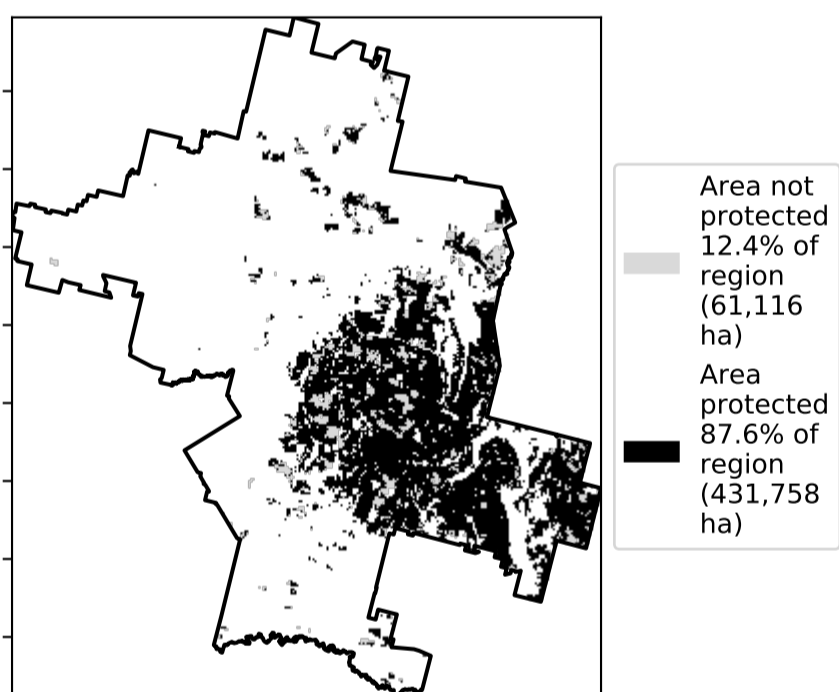 Area not
protected
12.4% of
region
(61,116
ha)
Area
protected
87.6% of
region
(431,758
ha)